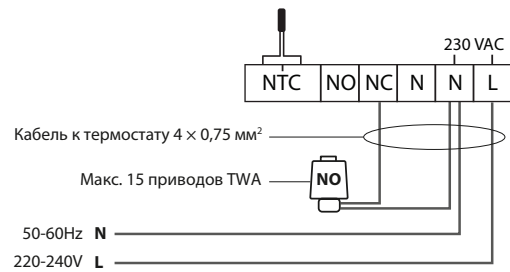 230 VAC
NTC NO NC N N L
Кабель к термостату 4 × 0,75 мм²
Макс. 15 приводов TWA NO
50-60Hz N
220-240V L